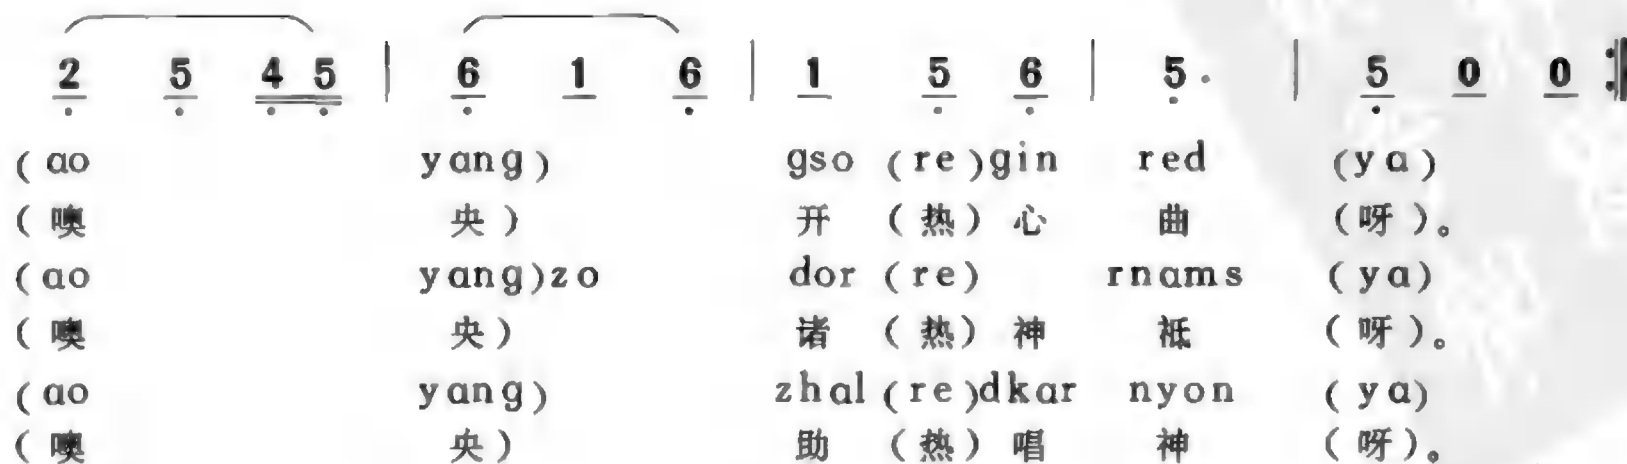 2 5 4 5 | 6 1 6 | 1 5 6 | 5· | 5 0 0 :‖
(ao yang) gso (re)gin red (ya)
(噢 央) 开 (热)心 曲 (呀)。
(ao yang)zo dor (re) rnams (ya)
(噢 央) 诸 (热)神 祇 (呀)。
(ao yang) zhal(re)dkar nyon (ya)
(噢 央) 助 (热)唱 神 (呀)。